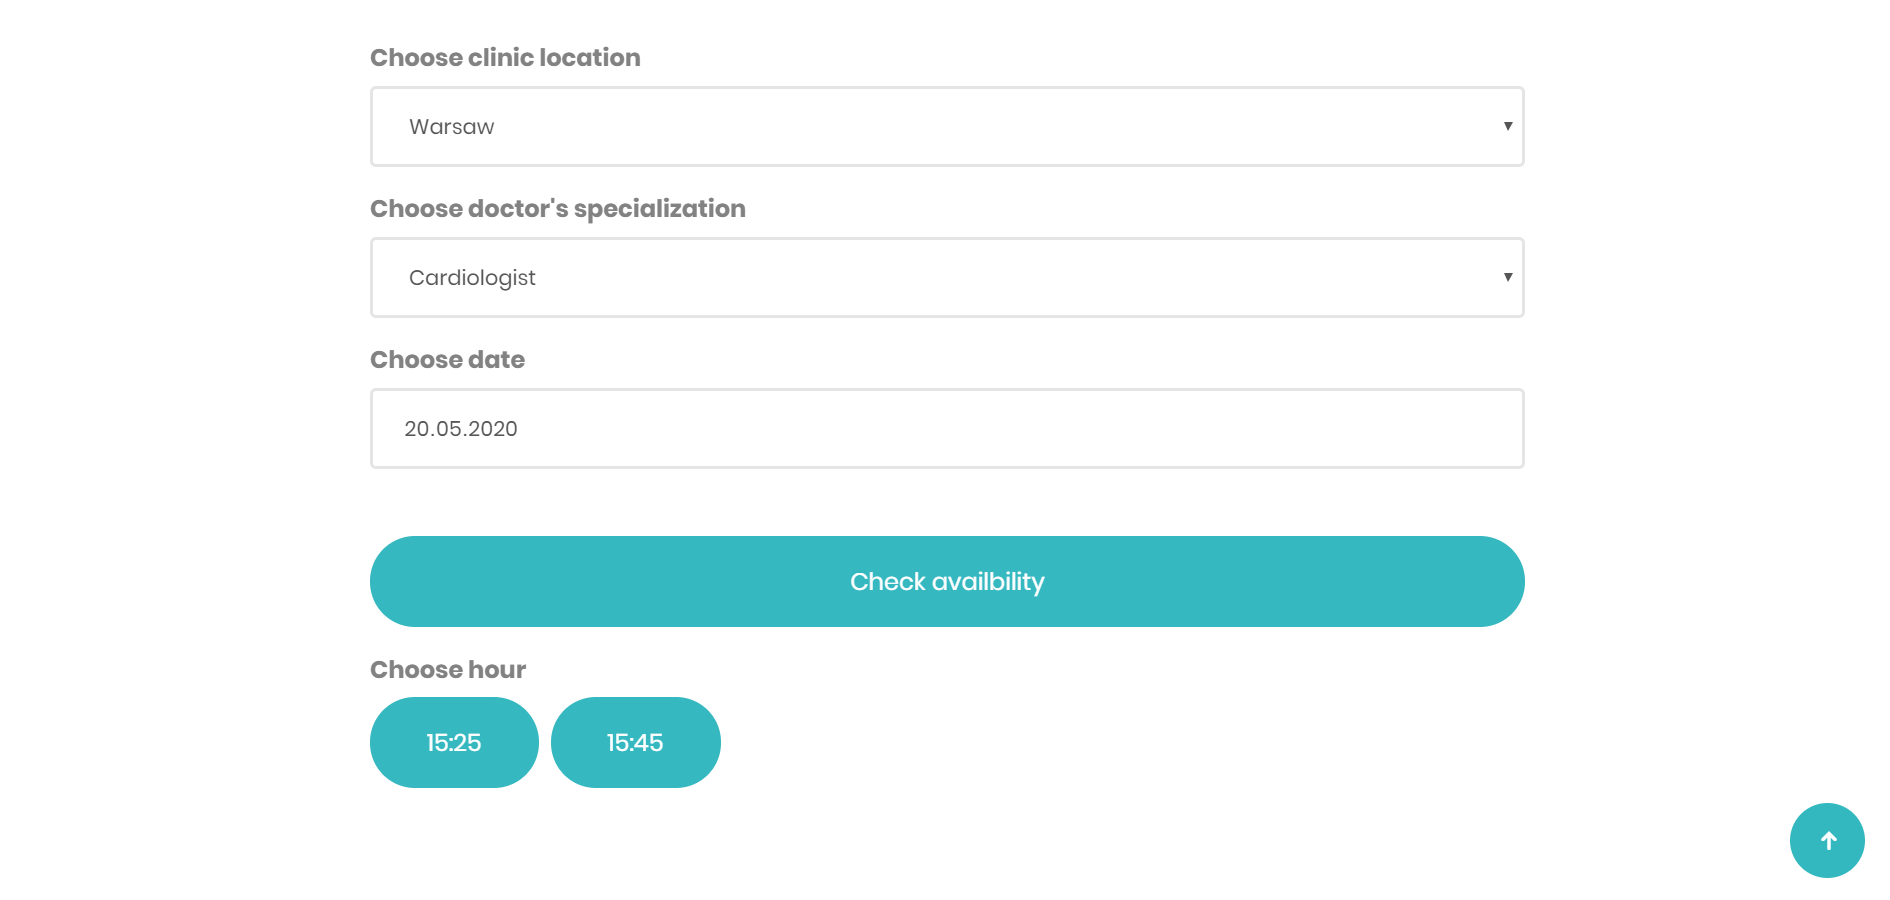 Choose clinic location
Warsaw
Choose doctor's specialization
Cardiologist
Choose date
20.05.2020
Check availbility
Choose hour
15:25 15:45